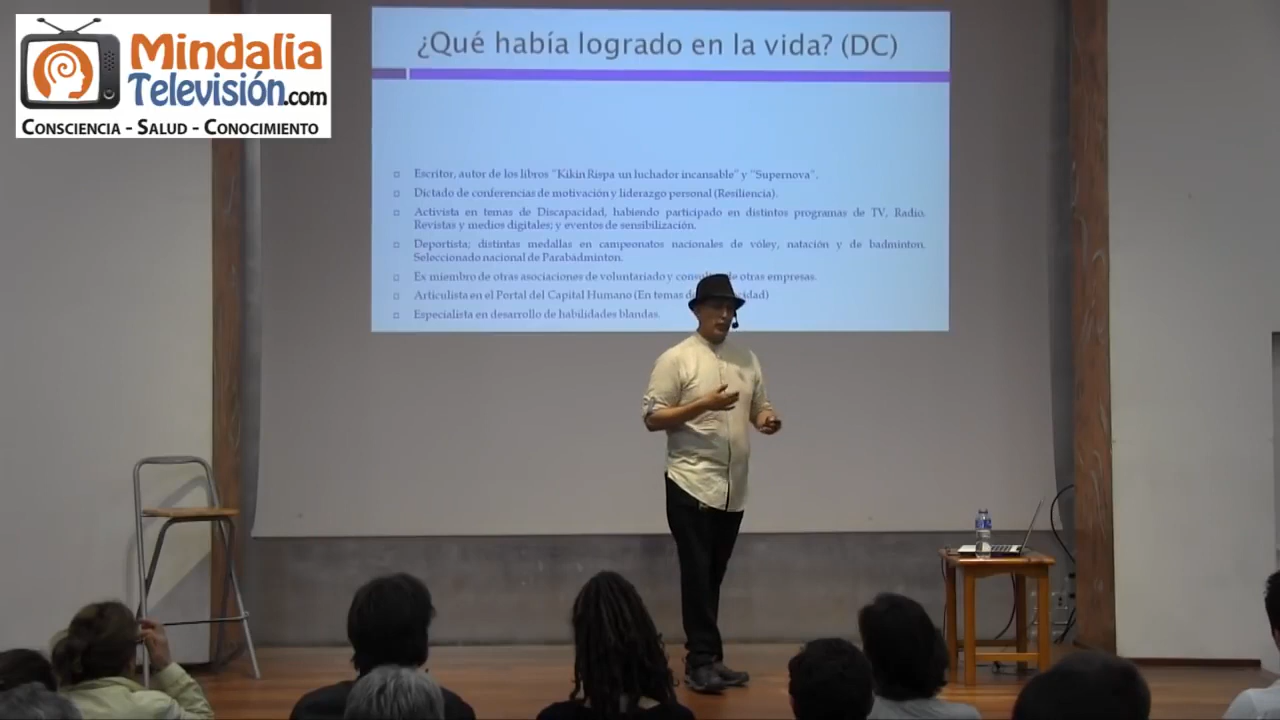 Mindalia
Televisión.com
CONSCIENCIA - SALUD - CONOCIMIENTO
¿Qué había logrado en la vida? (DC)
Escritor, autor de los libros "Kikin Rispa un luchador incansable" y "Supernova".
Dictado de conferencias de motivación y liderazgo personal (Resiliencia).
Activista en temas de Discapacidad, habiendo participado en distintos programas de TV, Radio,
Revistas y medios digitales; y eventos de sensibilización.
Deportista; distintas medallas en campeonatos nacionales de vóley, natación y de badminton.
Seleccionado nacional de Parabádminton.
Ex miembro de otras asociaciones de voluntariado y de otras empresas.
Articulista en el Portal del Capital Humano (En temas
Especialista en desarrollo de habilidades blandas.